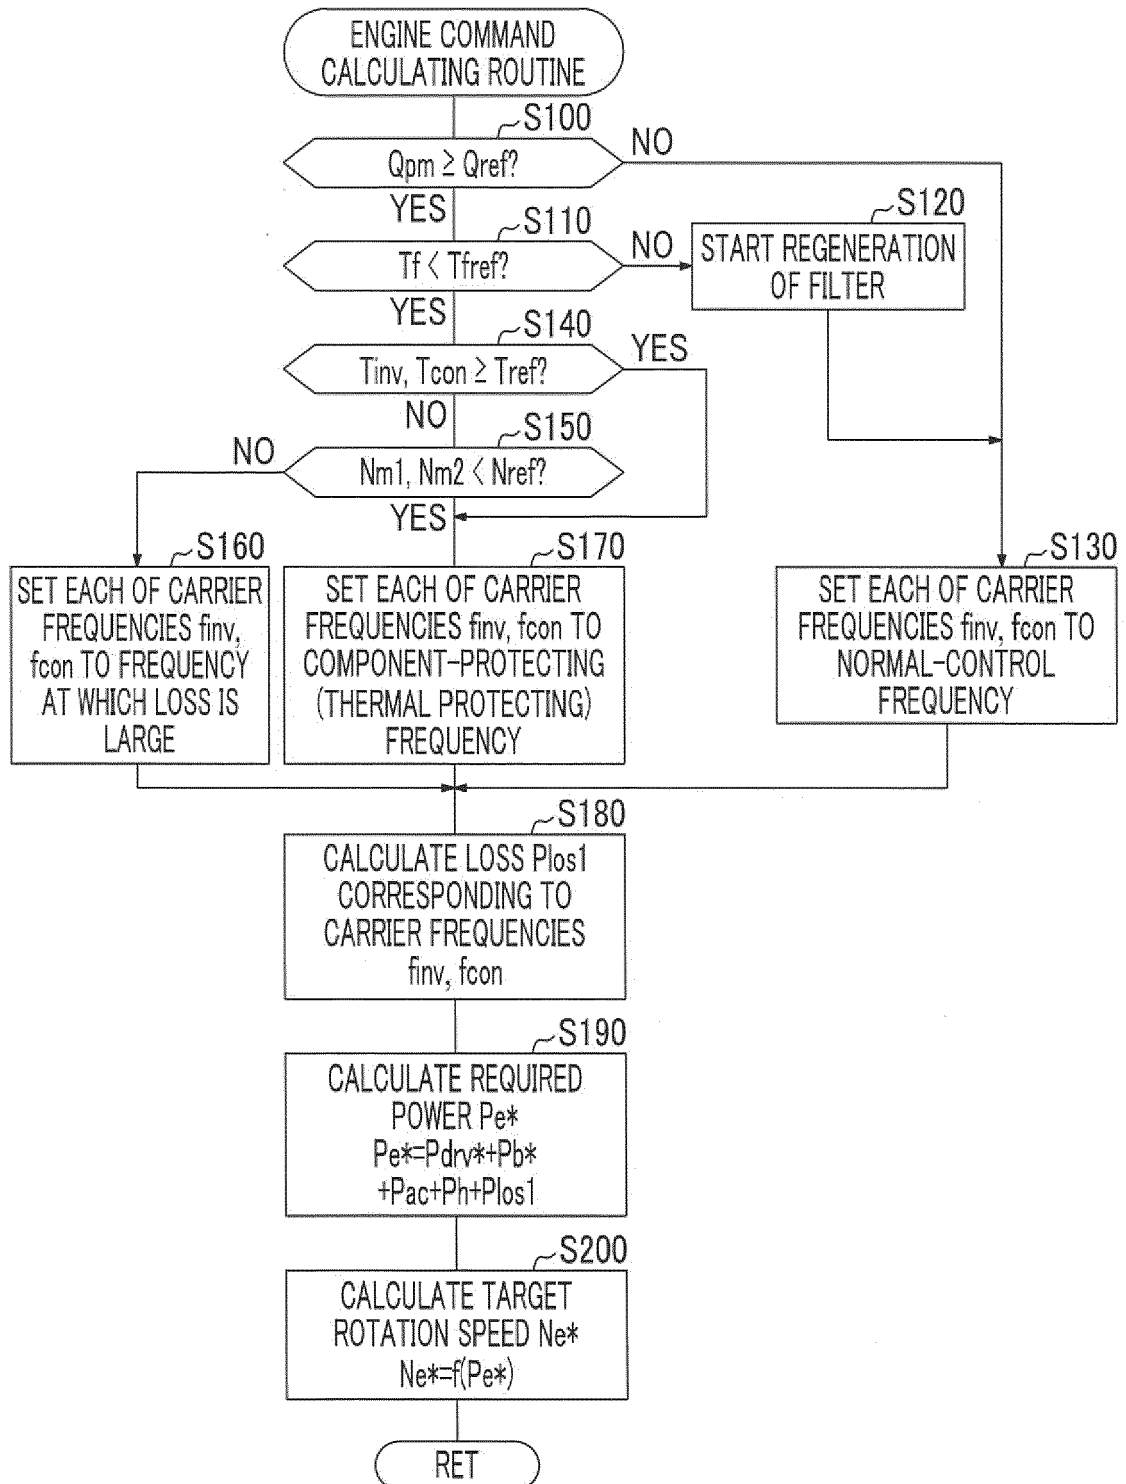 ENGINE COMMAND
CALCULATING ROUTINE
S100
NO
Qpm ≥ Qref?
YES
S110
NO
Tf < Tfref?
S120
START REGENERATION
OF FILTER
YES
S140
YES
Tinv, Tcon ≥ Tref?
NO
S150
NO
Nm1, Nm2 < Nref?
YES
S160
SET EACH OF CARRIER
FREQUENCIES finv,
fcon TO FREQUENCY
AT WHICH LOSS IS
LARGE
S170
SET EACH OF CARRIER
FREQUENCIES finv, fcon TO
COMPONENT-PROTECTING
(THERMAL PROTECTING)
FREQUENCY
S130
SET EACH OF CARRIER
FREQUENCIES finv, fcon TO
NORMAL-CONTROL
FREQUENCY
S180
CALCULATE LOSS Plos1
CORRESPONDING TO
CARRIER FREQUENCIES
finv, fcon
S190
CALCULATE REQUIRED
POWER Pe*
Pe*=Pdrv*+Pb*
+Pac+Ph+Plos1
S200
CALCULATE TARGET
ROTATION SPEED Ne*
Ne*=f(Pe*)
RET